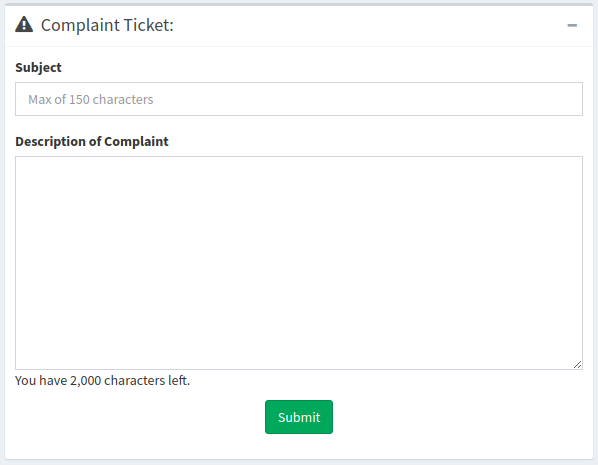 Complaint Ticket:
Subject
Max of 150 characters
Description of Complaint
You have 2,000 characters left.
Submit